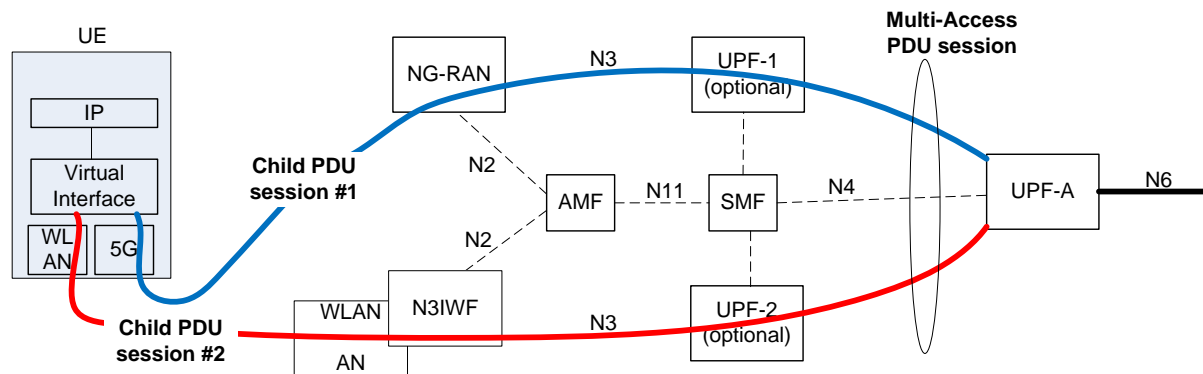 UE
IP
Virtual
Interface
WL
AN
5G
Child PDU
session #1
Child PDU
session #2
NG-RAN
N2
N2
AMF
N11
SMF
N4
N3
UPF-1
(optional)
Multi-Access
PDU session
UPF-A
N6
WLAN
AN
N3IWF
N3
UPF-2
(optional)